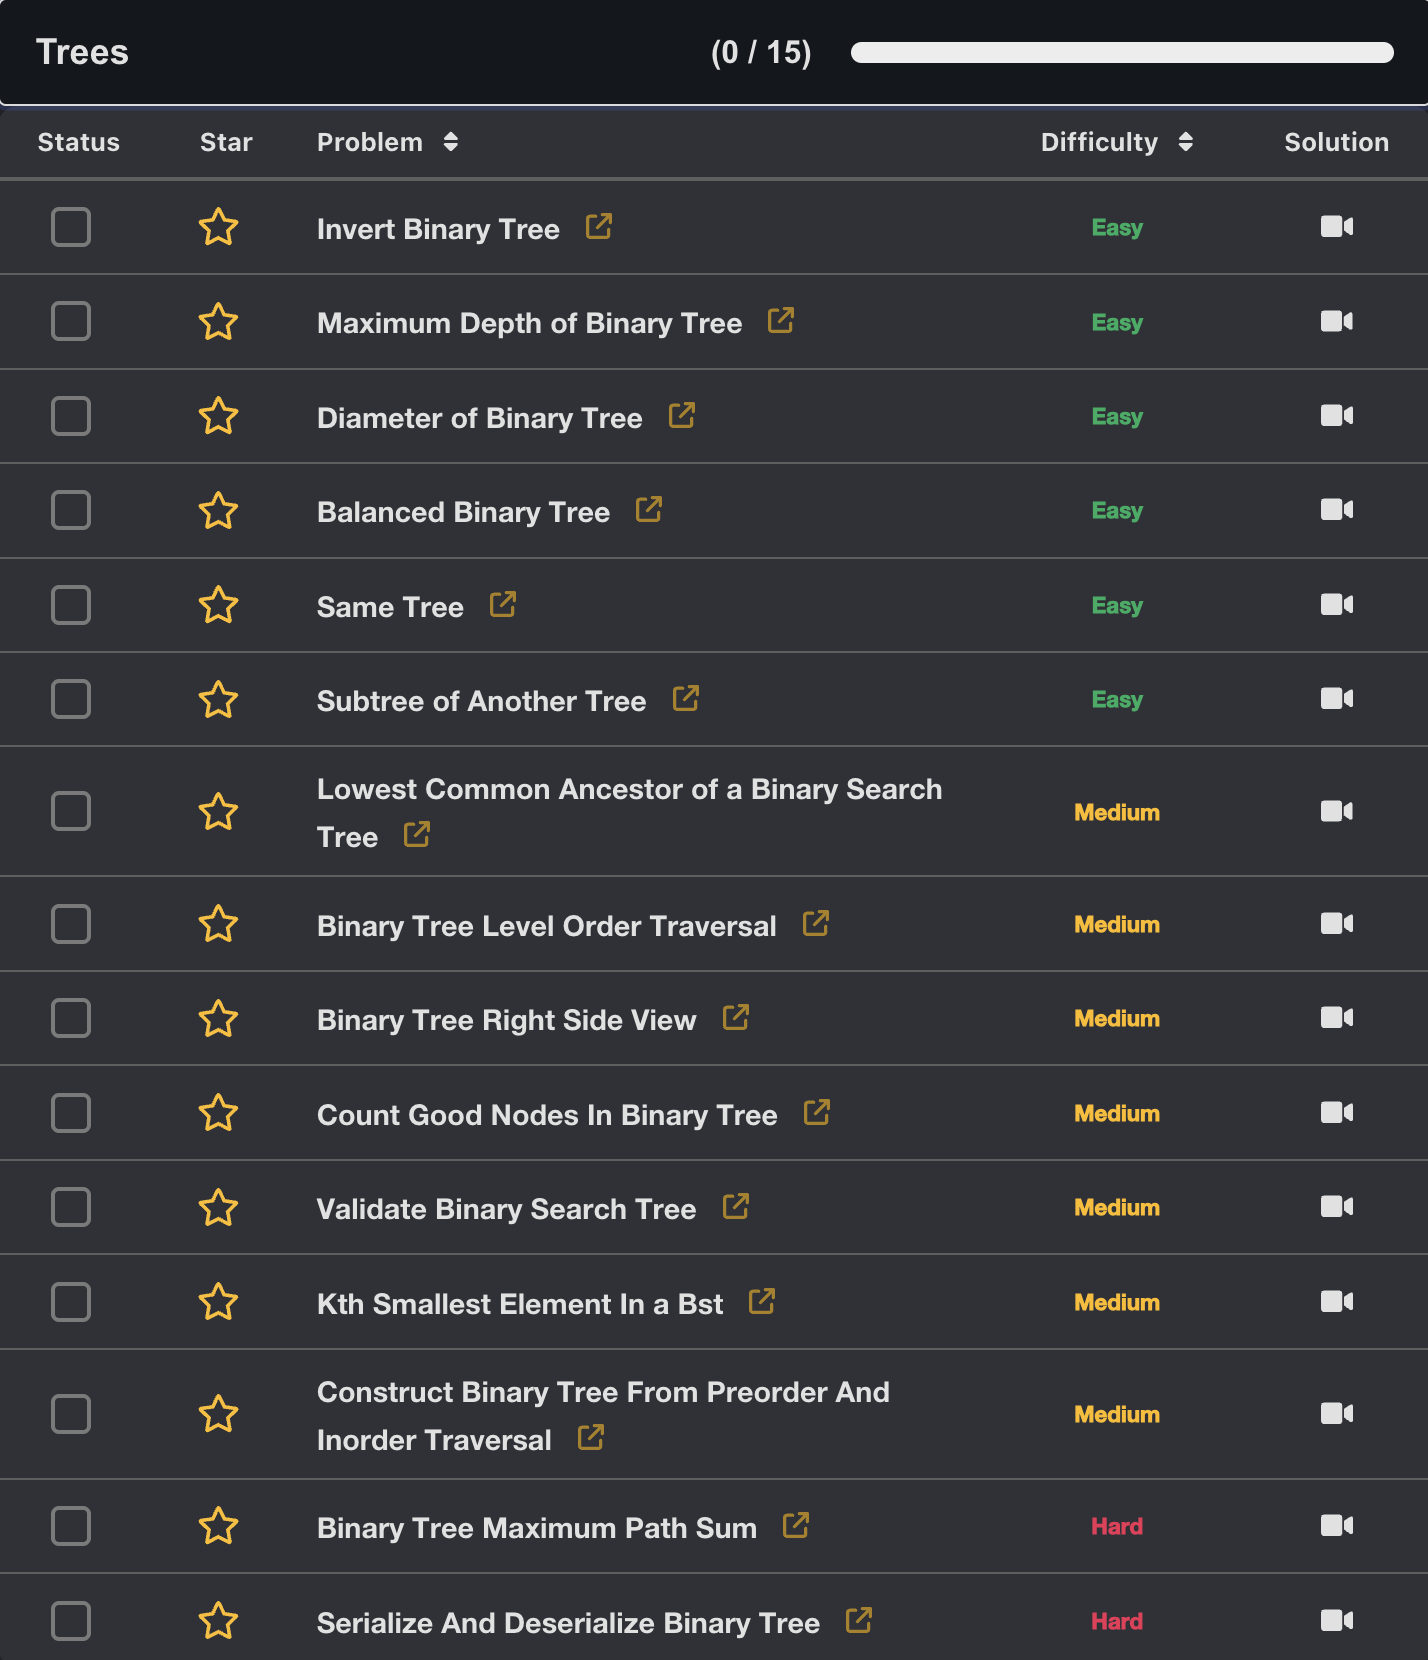 Trees (0 / 15)
Status Star Problem Difficulty Solution
Invert Binary Tree Easy
Maximum Depth of Binary Tree Easy
Diameter of Binary Tree Easy
Balanced Binary Tree Easy
Same Tree Easy
Subtree of Another Tree Easy
Lowest Common Ancestor of a Binary Search
Tree Medium
Binary Tree Level Order Traversal Medium
Binary Tree Right Side View Medium
Count Good Nodes In Binary Tree Medium
Validate Binary Search Tree Medium
Kth Smallest Element In a Bst Medium
Construct Binary Tree From Preorder And
Inorder Traversal Medium
Binary Tree Maximum Path Sum Hard
Serialize And Deserialize Binary Tree Hard